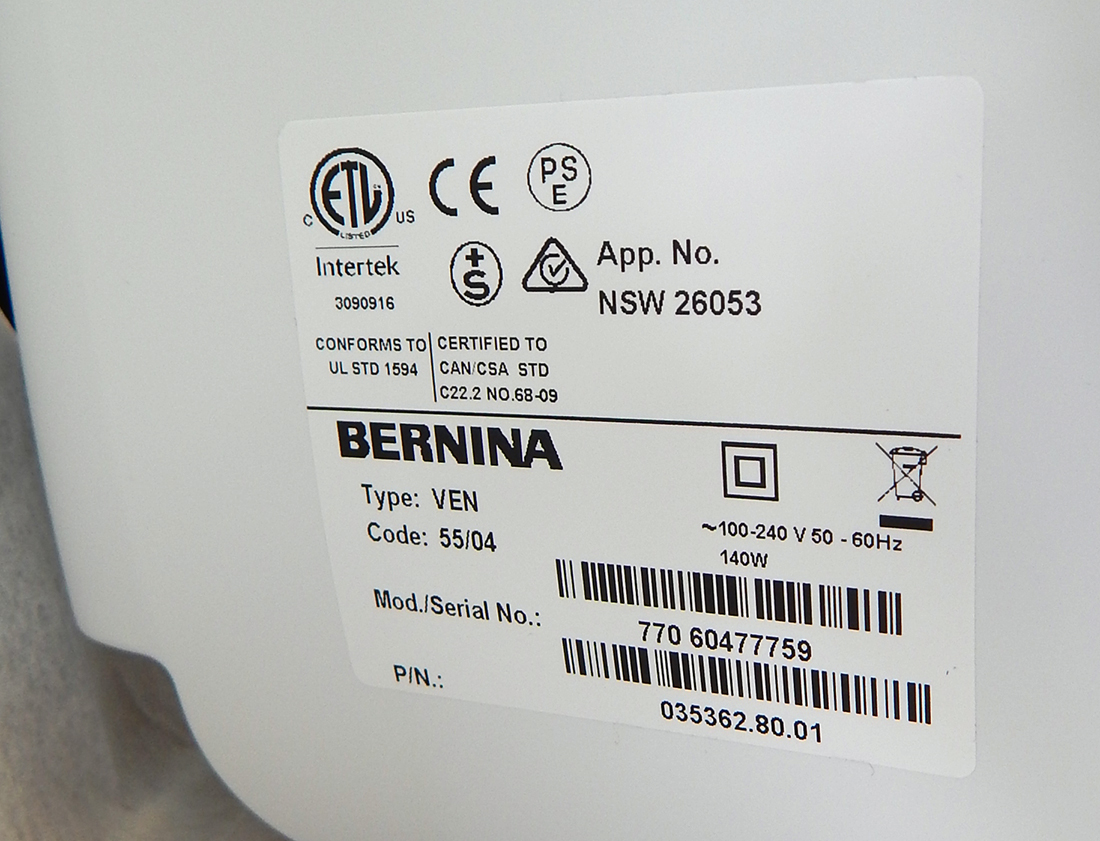 ETL
C US
LISTED
CE
PS
E
Intertek
3090916
+
S
App. No.
NSW 26053
CONFORMS TO
UL STD 1594
CERTIFIED TO
CAN/CSA STD
C22.2 NO.68-09
BERNINA
Type: VEN
Code: 55/04
~100-240 V 50 - 60Hz
140W
Mod./Serial No.:
770 60477759
P/N.:
035362.80.01